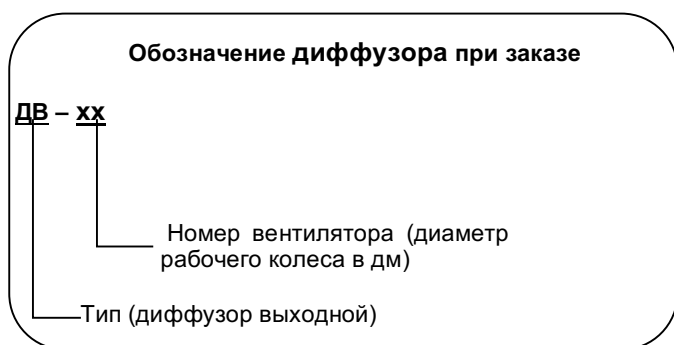 Обозначение диффузора при заказе
ДВ – хх
Номер вентилятора (диаметр
рабочего колеса в дм)
Тип (диффузор выходной)